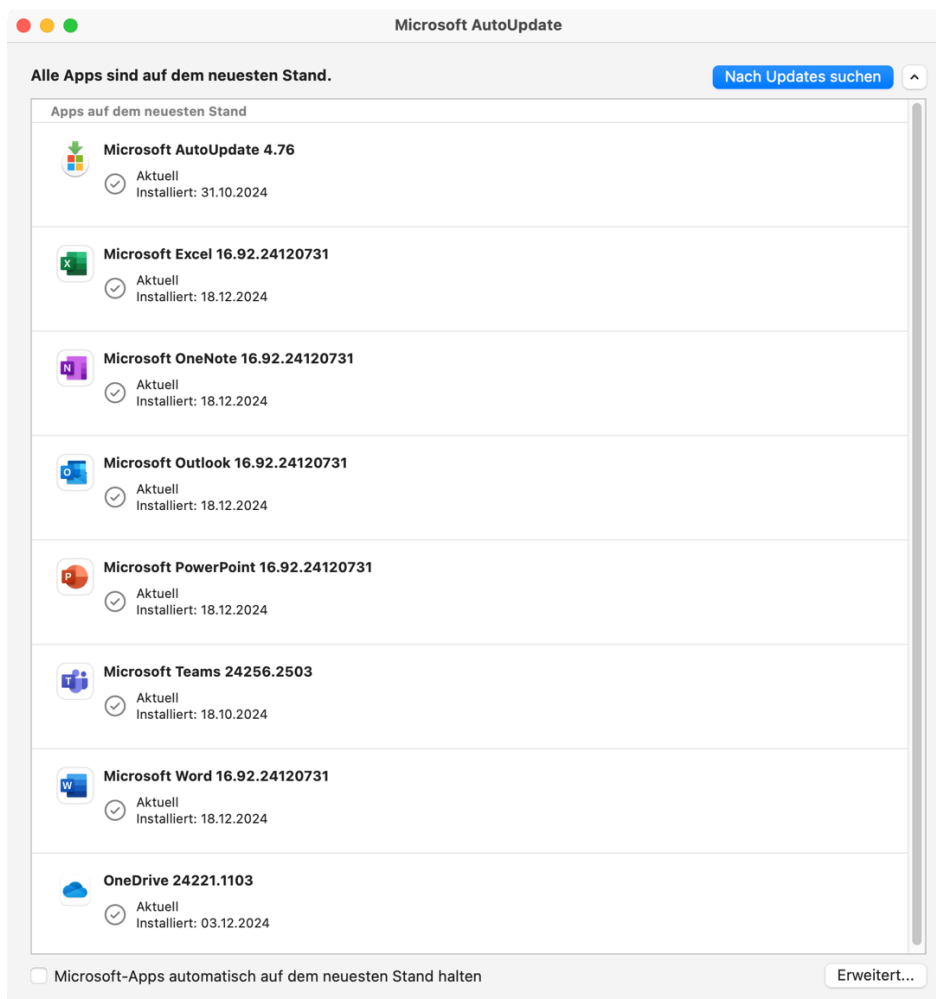 Microsoft AutoUpdate
Alle Apps sind auf dem neuesten Stand.
Nach Updates suchen
Apps auf dem neuesten Stand
Microsoft AutoUpdate 4.76
Aktuell
Installiert: 31.10.2024
Microsoft Excel 16.92.24120731
Aktuell
Installiert: 18.12.2024
Microsoft OneNote 16.92.24120731
Aktuell
Installiert: 18.12.2024
Microsoft Outlook 16.92.24120731
Aktuell
Installiert: 18.12.2024
Microsoft PowerPoint 16.92.24120731
Aktuell
Installiert: 18.12.2024
Microsoft Teams 24256.2503
Aktuell
Installiert: 18.10.2024
Microsoft Word 16.92.24120731
Aktuell
Installiert: 18.12.2024
OneDrive 24221.1103
Aktuell
Installiert: 03.12.2024
Microsoft-Apps automatisch auf dem neuesten Stand halten
Erweitert...